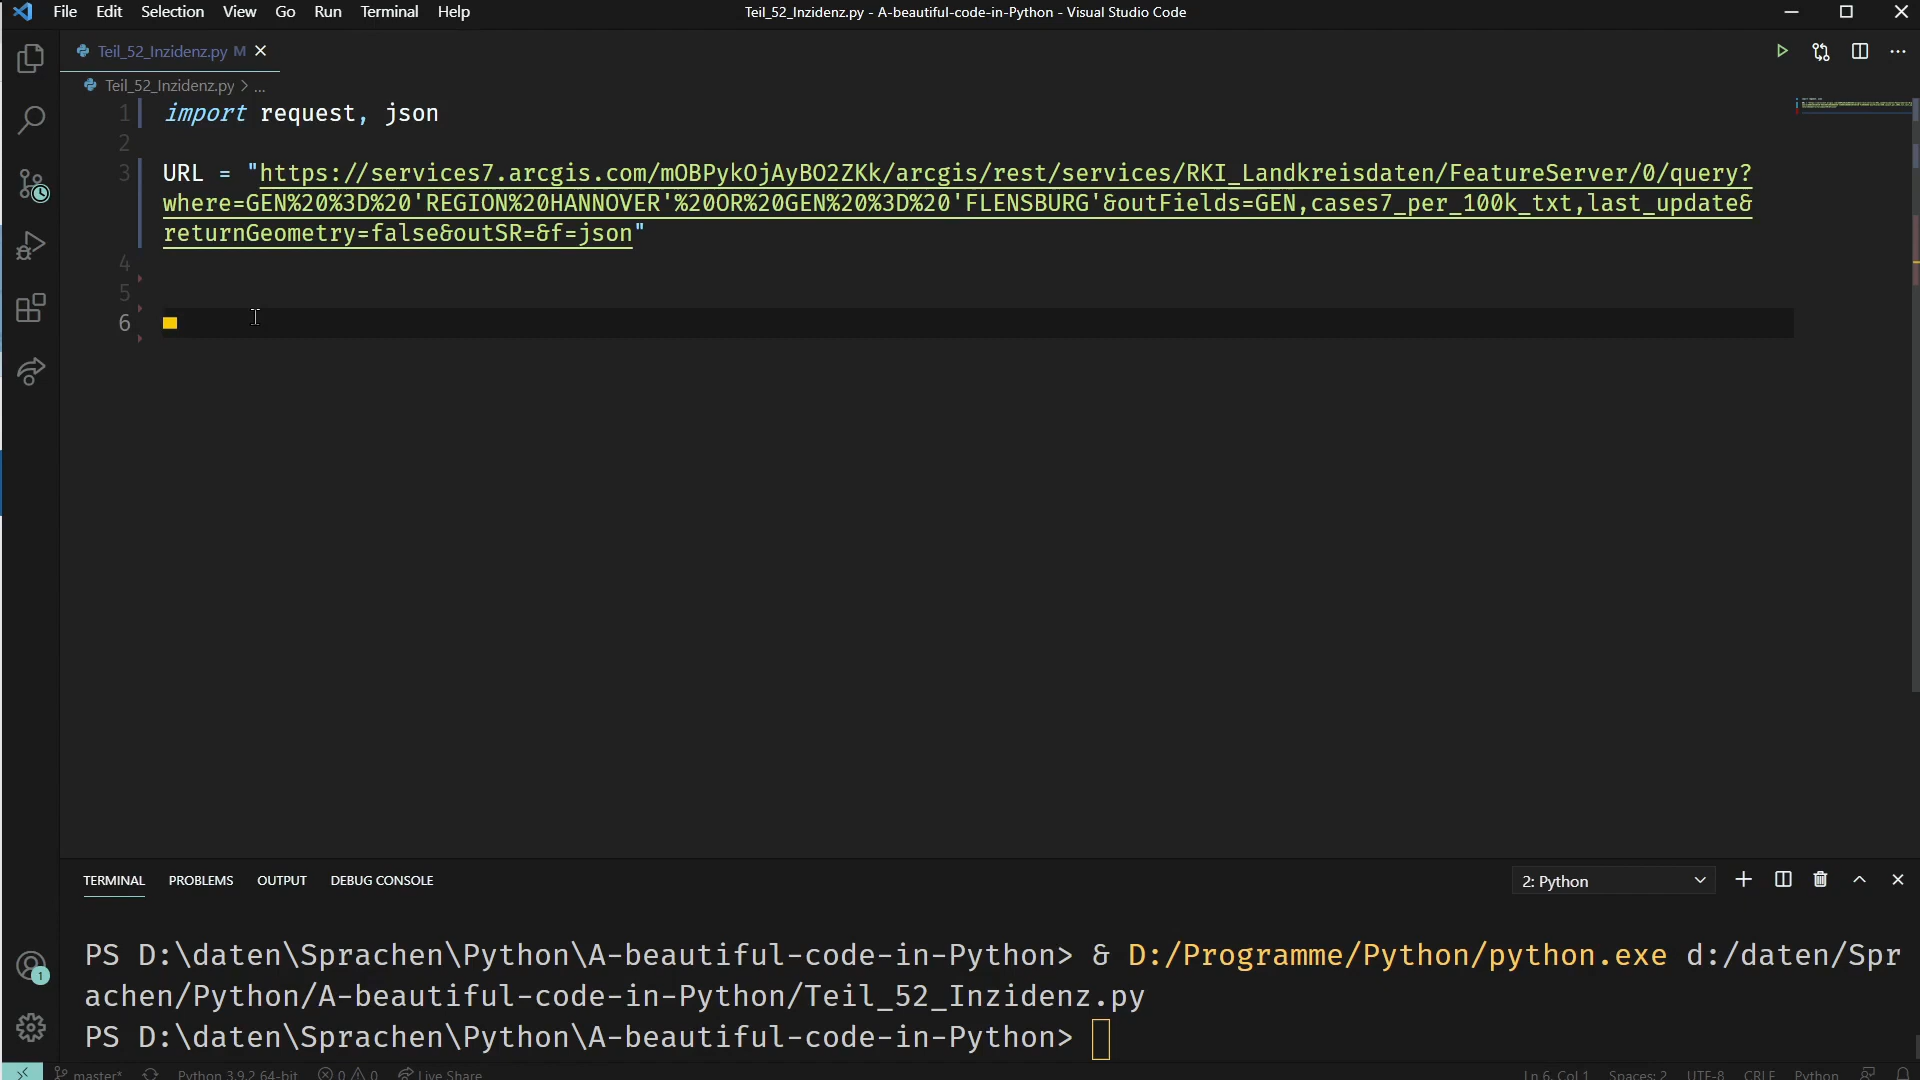 File Edit Selection View Go Run Terminal Help
Teil_52_Inzidenz.py - A-beautiful-code-in-Python - Visual Studio Code
Teil_52_Inzidenz.py M
Teil_52_Inzidenz.py > ...
1 import request, json
2
3 URL = "https://services7.arcgis.com/mOBPykOjAyBO2ZKk/arcgis/rest/services/RKI_Landkreisdaten/FeatureServer/0/query?
where=GEN%20%3D%20'REGION%20HANNOVER'%20OR%20GEN%20%3D%20'FLENSBURG'&outFields=GEN,cases7_per_100k_txt,last_update&
returnGeometry=false&outSR=&f=json"
4
5
6
TERMINAL PROBLEMS OUTPUT DEBUG CONSOLE
2: Python
PS D:\daten\Sprachen\Python\A-beautiful-code-in-Python> & D:/Programme/Python/python.exe d:/daten/Spr
achen/Python/A-beautiful-code-in-Python/Teil_52_Inzidenz.py
PS D:\daten\Sprachen\Python\A-beautiful-code-in-Python>
1
master* Python 3.9.2 64-bit 0 0 Live Share
Ln 6, Col 1 Spaces: 2 UTF-8 CRLF Python